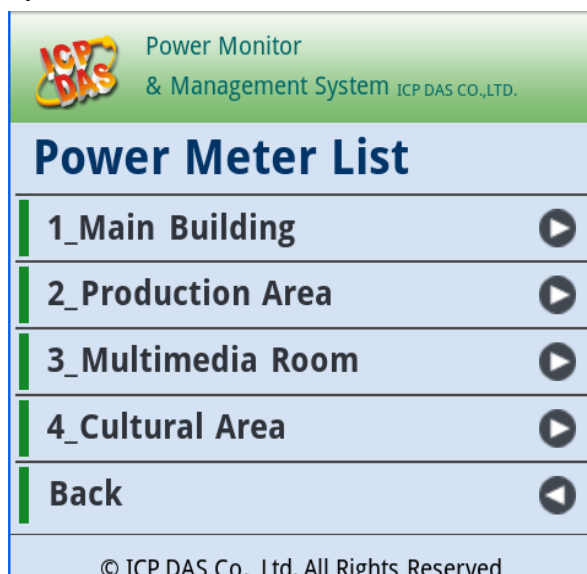 ICP
DAS
Power Monitor
& Management System ICP DAS CO.,LTD.
Power Meter List
1_Main Building
2_Production Area
3_Multimedia Room
4_Cultural Area
Back
© ICP DAS Co., Ltd. All Rights Reserved